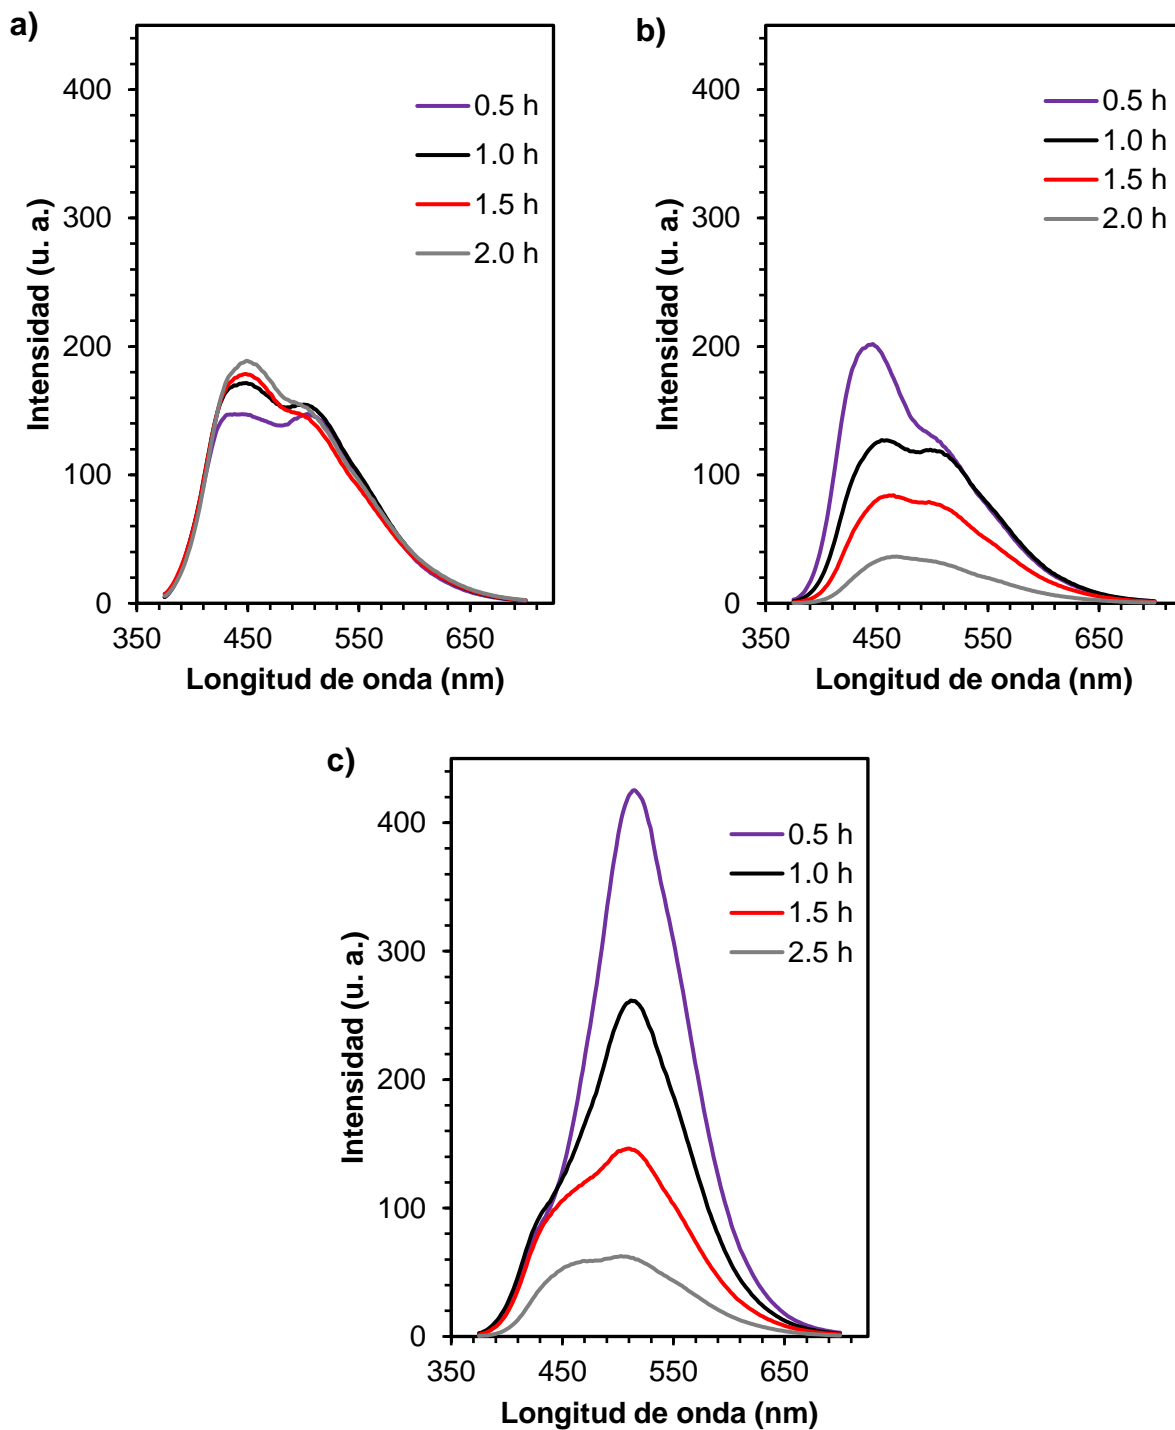 a)
Intensidad (u. a.)
400
300
200
100
0
0.5 h
1.0 h
1.5 h
2.0 h
350 450 550 650
Longitud de onda (nm)
b)
Intensidad (u. a.)
400
300
200
100
0
0.5 h
1.0 h
1.5 h
2.0 h
350 450 550 650
Longitud de onda (nm)
c)
Intensidad (u. a.)
400
300
200
100
0
0.5 h
1.0 h
1.5 h
2.5 h
350 450 550 650
Longitud de onda (nm)